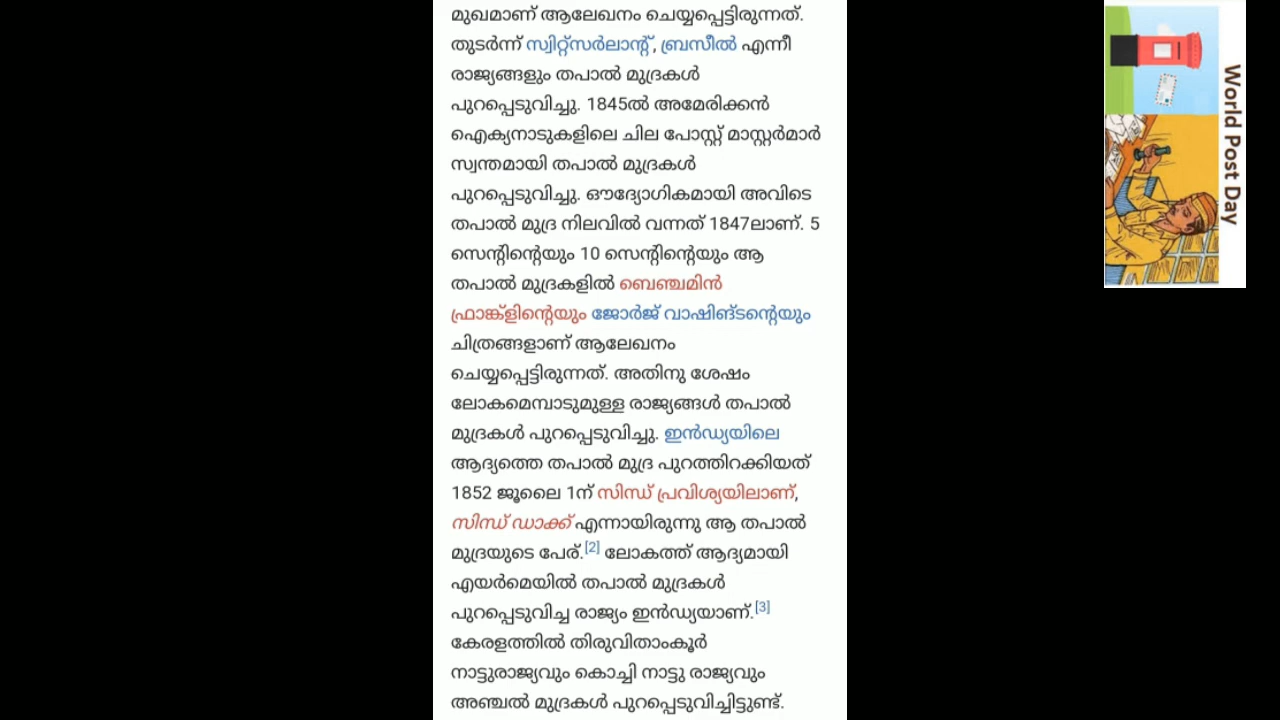 മുഖമാണ് ആലേഖനം ചെയ്യപ്പെട്ടിരുന്നത്.
തുടർന്ന് സ്വിറ്റ്സർലാന്റ്, ബ്രസീൽ എന്നീ
രാജ്യങ്ങളും തപാൽ മുദ്രകൾ
പുറപ്പെടുവിച്ചു. 1845ൽ അമേരിക്കൻ
ഐക്യനാടുകളിലെ ചില പോസ്റ്റ് മാസ്റ്റർമാർ
സ്വന്തമായി തപാൽ മുദ്രകൾ
പുറപ്പെടുവിച്ചു. ഔദ്യോഗികമായി അവിടെ
തപാൽ മുദ്ര നിലവിൽ വന്നത് 1847ലാണ്. 5
സെന്റിന്റെയും 10 സെന്റിന്റെയും ആ
തപാൽ മുദ്രകളിൽ ബെഞ്ചമിൻ
ഫ്രാങ്ക്ളിന്റെയും ജോർജ് വാഷിങ്ടന്റെയും
ചിത്രങ്ങളാണ് ആലേഖനം
ചെയ്യപ്പെട്ടിരുന്നത്. അതിനു ശേഷം
ലോകമെമ്പാടുമുള്ള രാജ്യങ്ങൾ തപാൽ
മുദ്രകൾ പുറപ്പെടുവിച്ചു. ഇൻഡ്യയിലെ
ആദ്യത്തെ തപാൽ മുദ്ര പുറത്തിറക്കിയത്
1852 ജൂലൈ 1ന് സിന്ധ് പ്രവിശ്യയിലാണ്,
സിന്ധ് ഡാക്ക് എന്നായിരുന്നു ആ തപാൽ
മുദ്രയുടെ പേര്.[2] ലോകത്ത് ആദ്യമായി
എയർമെയിൽ തപാൽ മുദ്രകൾ
പുറപ്പെടുവിച്ച രാജ്യം ഇൻഡ്യയാണ്.[3]
കേരളത്തിൽ തിരുവിതാംകൂർ
നാട്ടുരാജ്യവും കൊച്ചി നാട്ടു രാജ്യവും
അഞ്ചൽ മുദ്രകൾ പുറപ്പെടുവിച്ചിട്ടുണ്ട്.
World Post Day